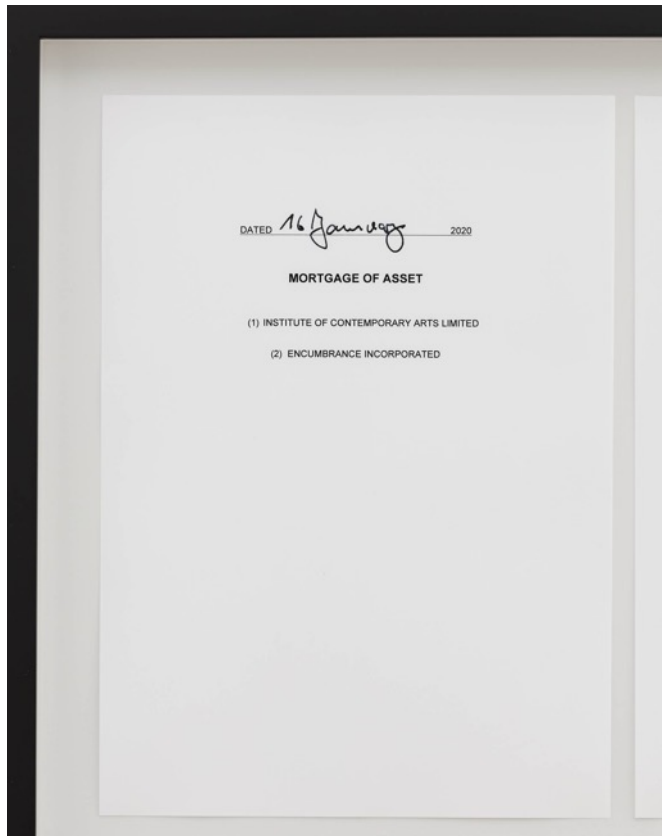 DATED 16 January 2020
MORTGAGE OF ASSET
(1) INSTITUTE OF CONTEMPORARY ARTS LIMITED
(2) ENCUMBRANCE INCORPORATED